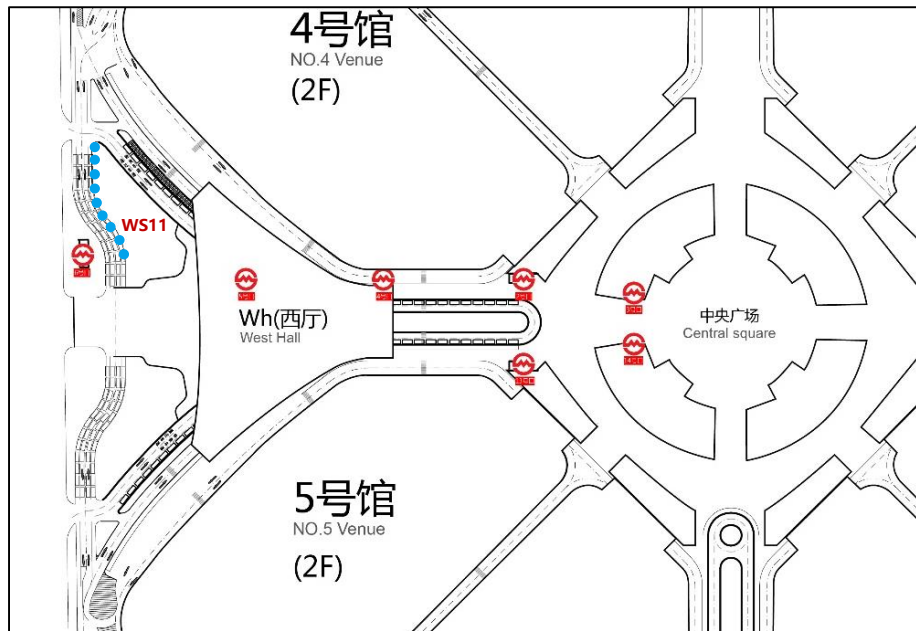 4号馆
NO.4 Venue
(2F)
WS11
Wh(西厅)
West Hall
中央广场
Central square
5号馆
NO.5 Venue
(2F)